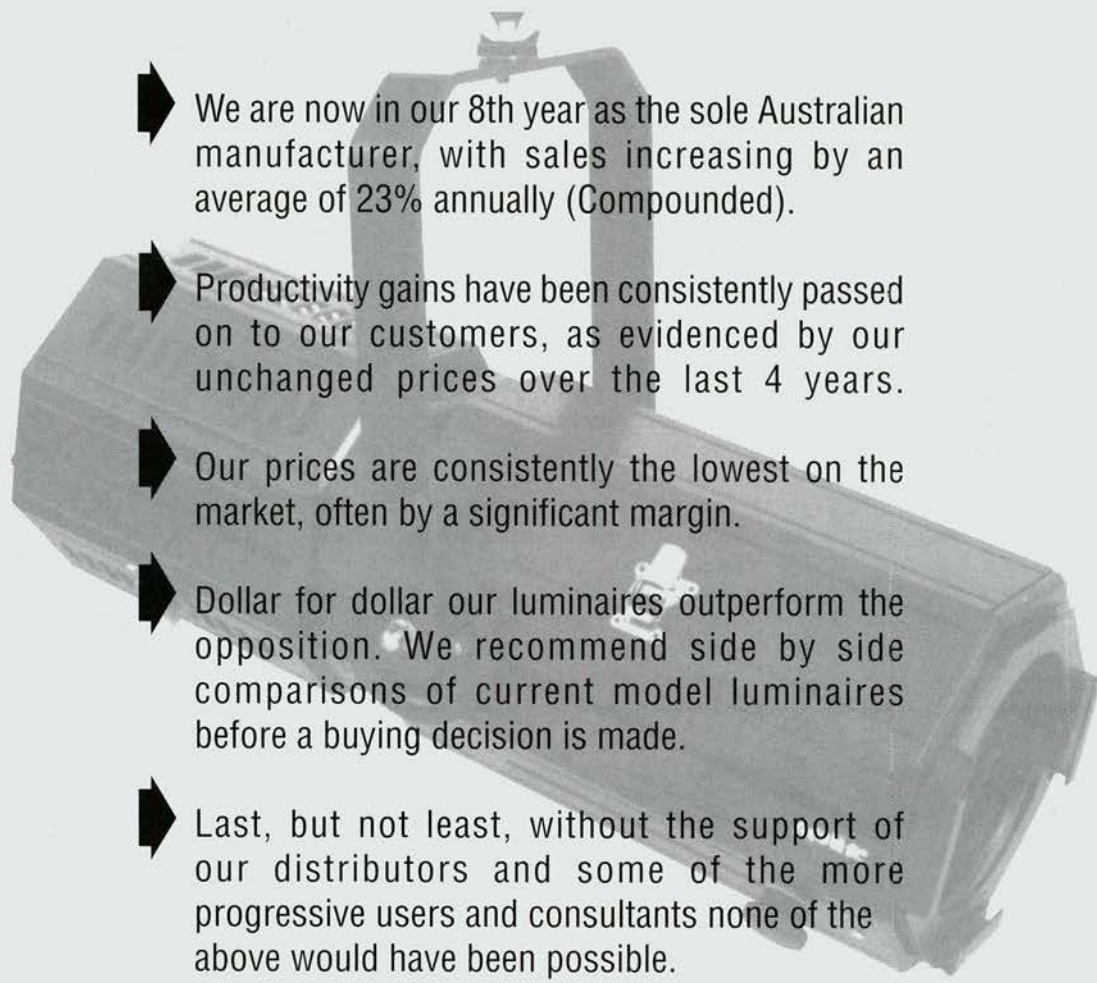 We are now in our 8th year as the sole Australian
manufacturer, with sales increasing by an
average of 23% annually (Compounded).
Productivity gains have been consistently passed
on to our customers, as evidenced by our
unchanged prices over the last 4 years.
Our prices are consistently the lowest on the
market, often by a significant margin.
Dollar for dollar our luminaires outperform the
opposition. We recommend side by side
comparisons of current model luminaires
before a buying decision is made.
Last, but not least, without the support of
our distributors and some of the more
progressive users and consultants none of the
above would have been possible.